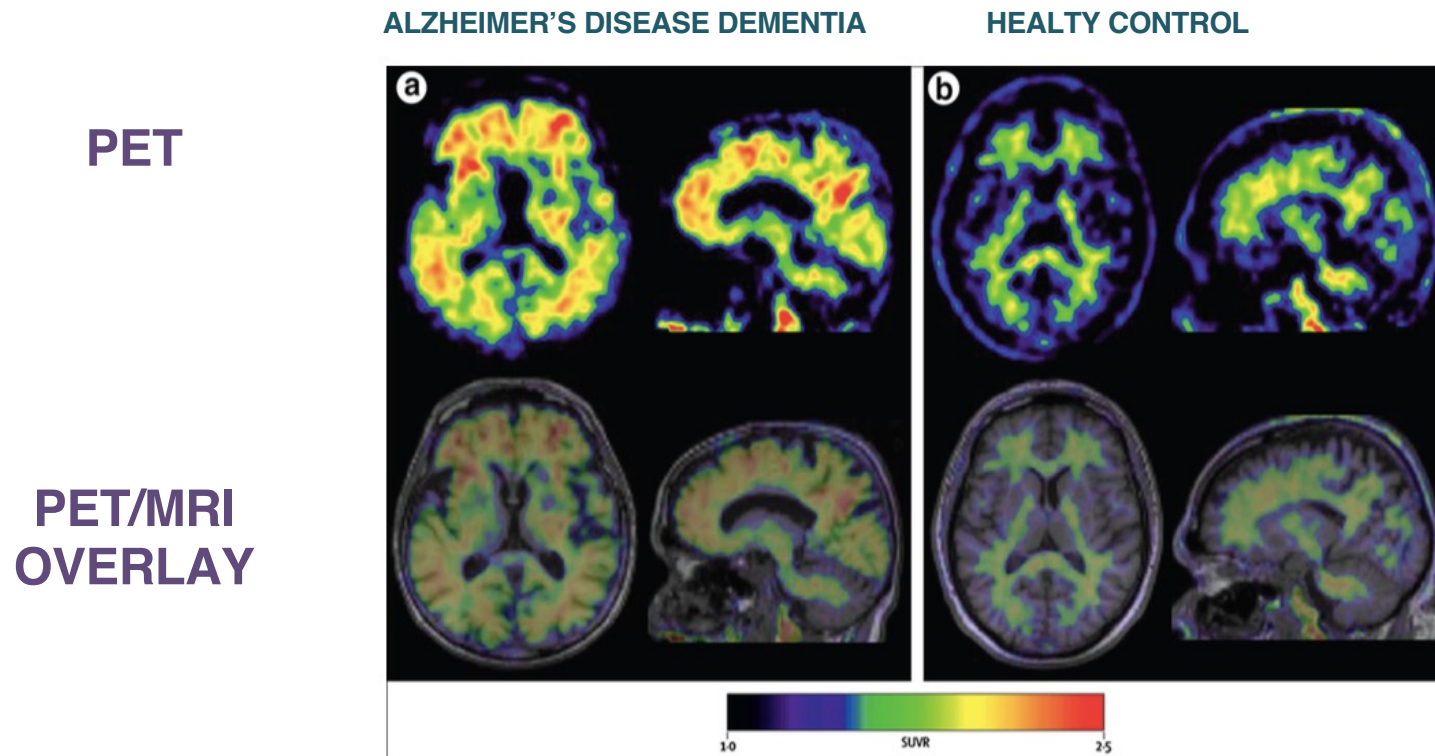 ALZHEIMER’S DISEASE DEMENTIA
HEALTY CONTROL
PET
a
b
PET/MRI
OVERLAY
1·0
SUVR
2·5